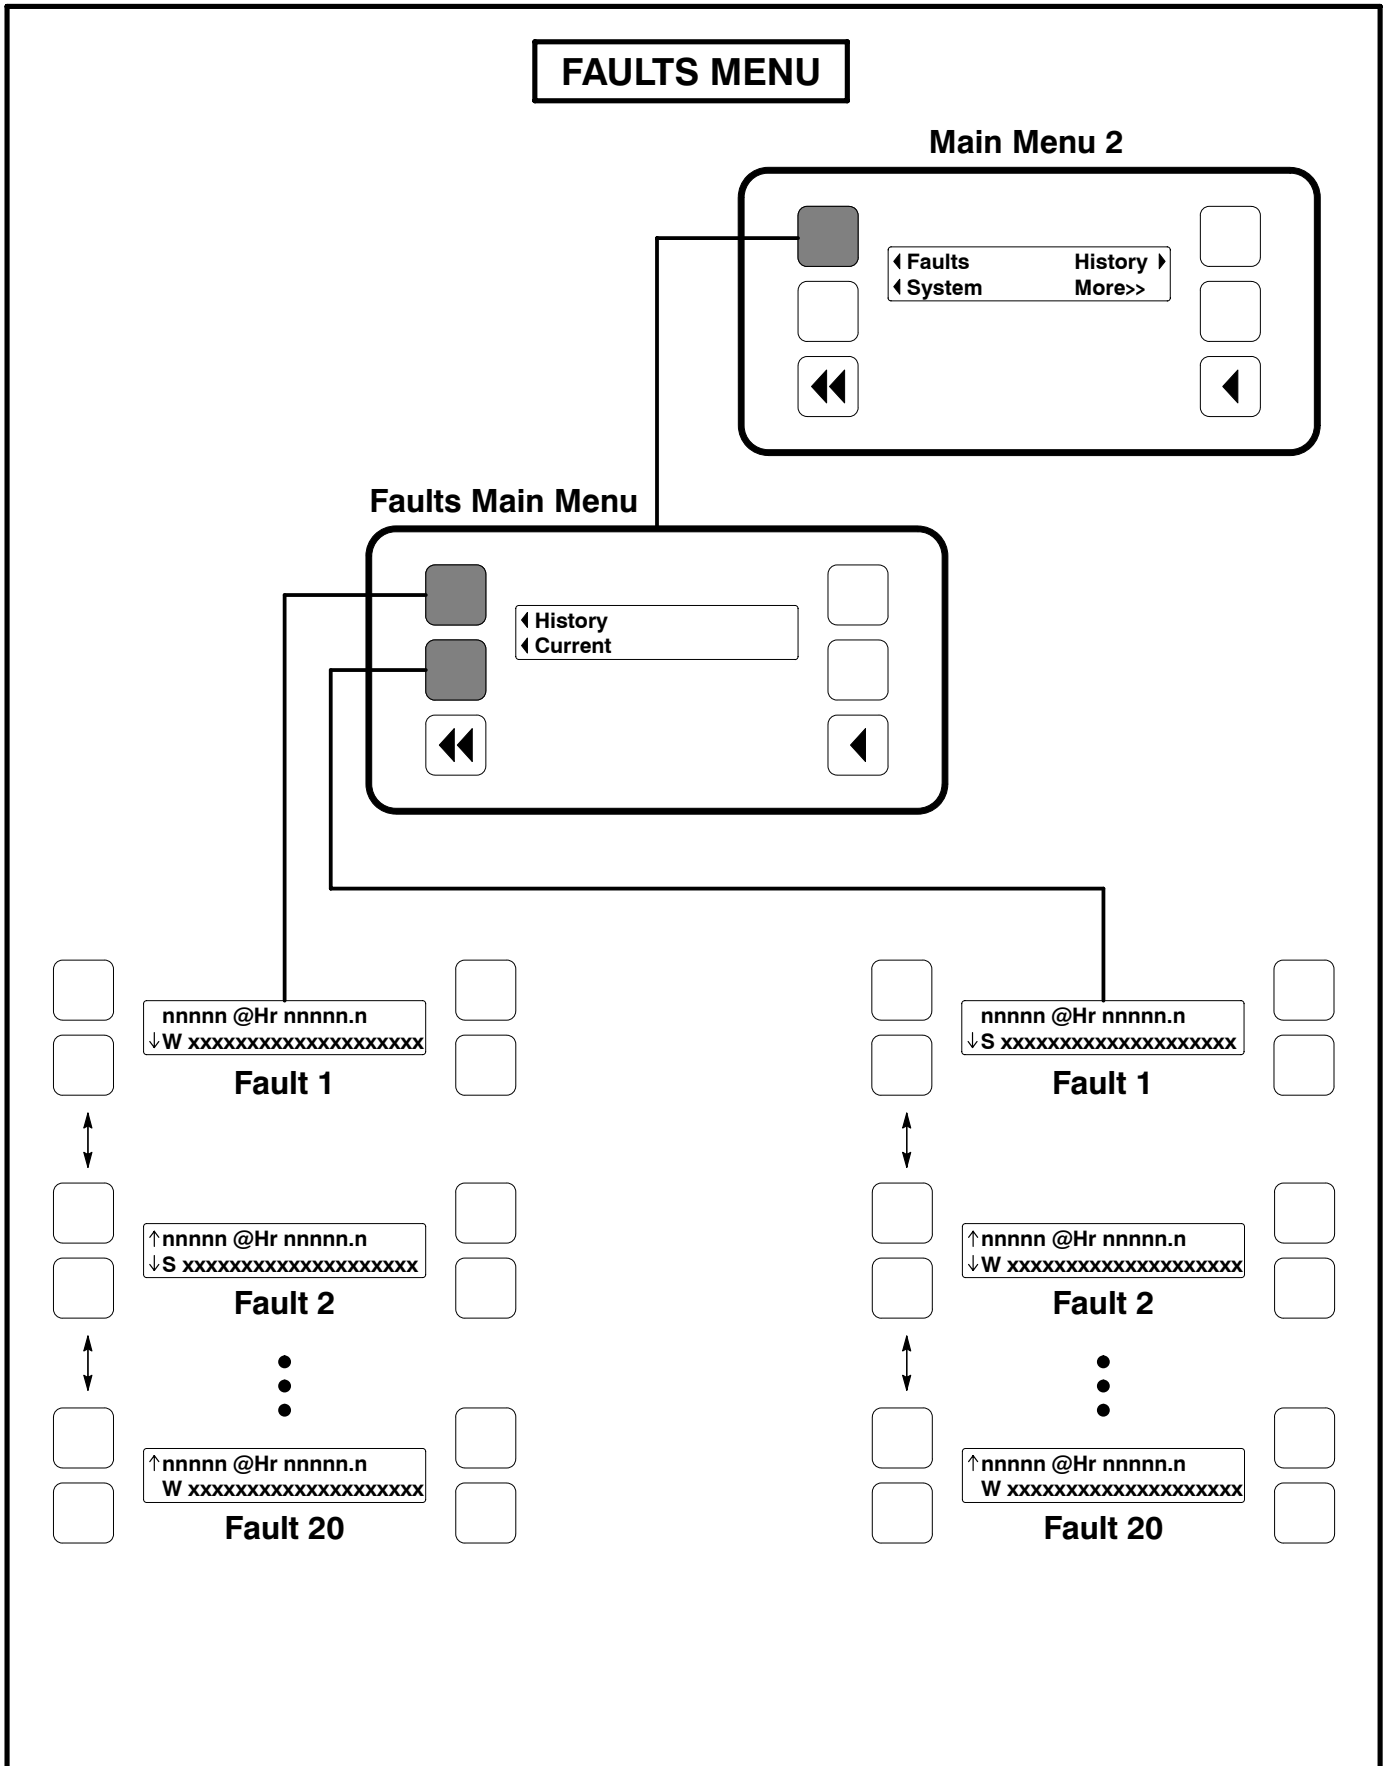 FAULTS MENU
Main Menu 2
Faults History
System More>>
Faults Main Menu
History
Current
nnnnn @Hr nnnnn.n
↓W xxxxxxxxxxxxxxxxxxxx
Fault 1
↑nnnnn @Hr nnnnn.n
↓S xxxxxxxxxxxxxxxxxxxx
Fault 2
↑nnnnn @Hr nnnnn.n
W xxxxxxxxxxxxxxxxxxxx
Fault 20
nnnnn @Hr nnnnn.n
↓S xxxxxxxxxxxxxxxxxxxx
Fault 1
↑nnnnn @Hr nnnnn.n
↓W xxxxxxxxxxxxxxxxxxxx
Fault 2
↑nnnnn @Hr nnnnn.n
W xxxxxxxxxxxxxxxxxxxx
Fault 20